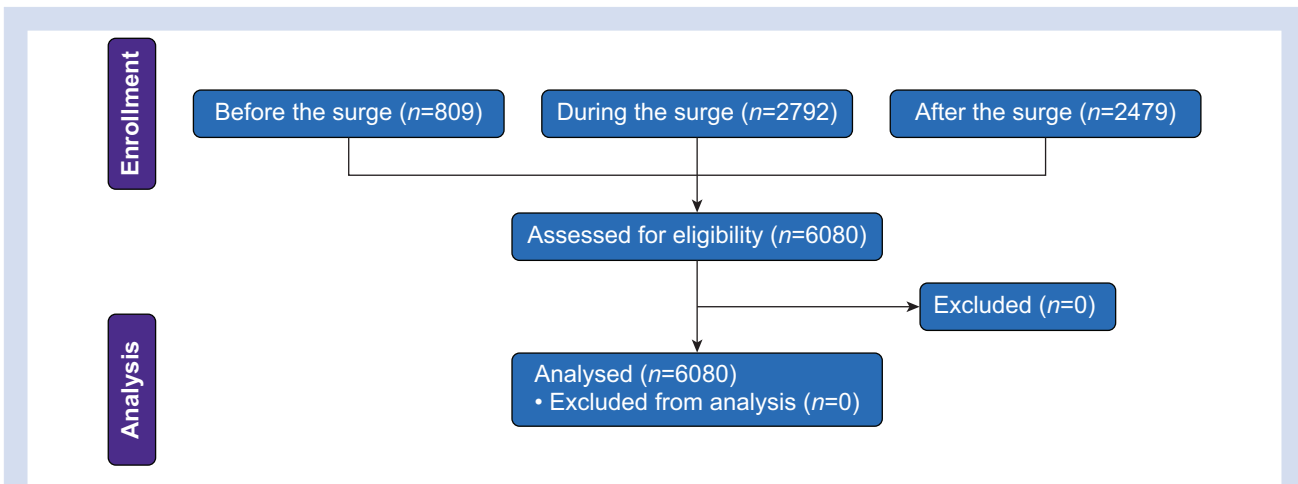 Enrollment
Before the surge (n=809)
During the surge (n=2792)
After the surge (n=2479)
Assessed for eligibility (n=6080)
Excluded (n=0)
Analysis
Analysed (n=6080)
• Excluded from analysis (n=0)